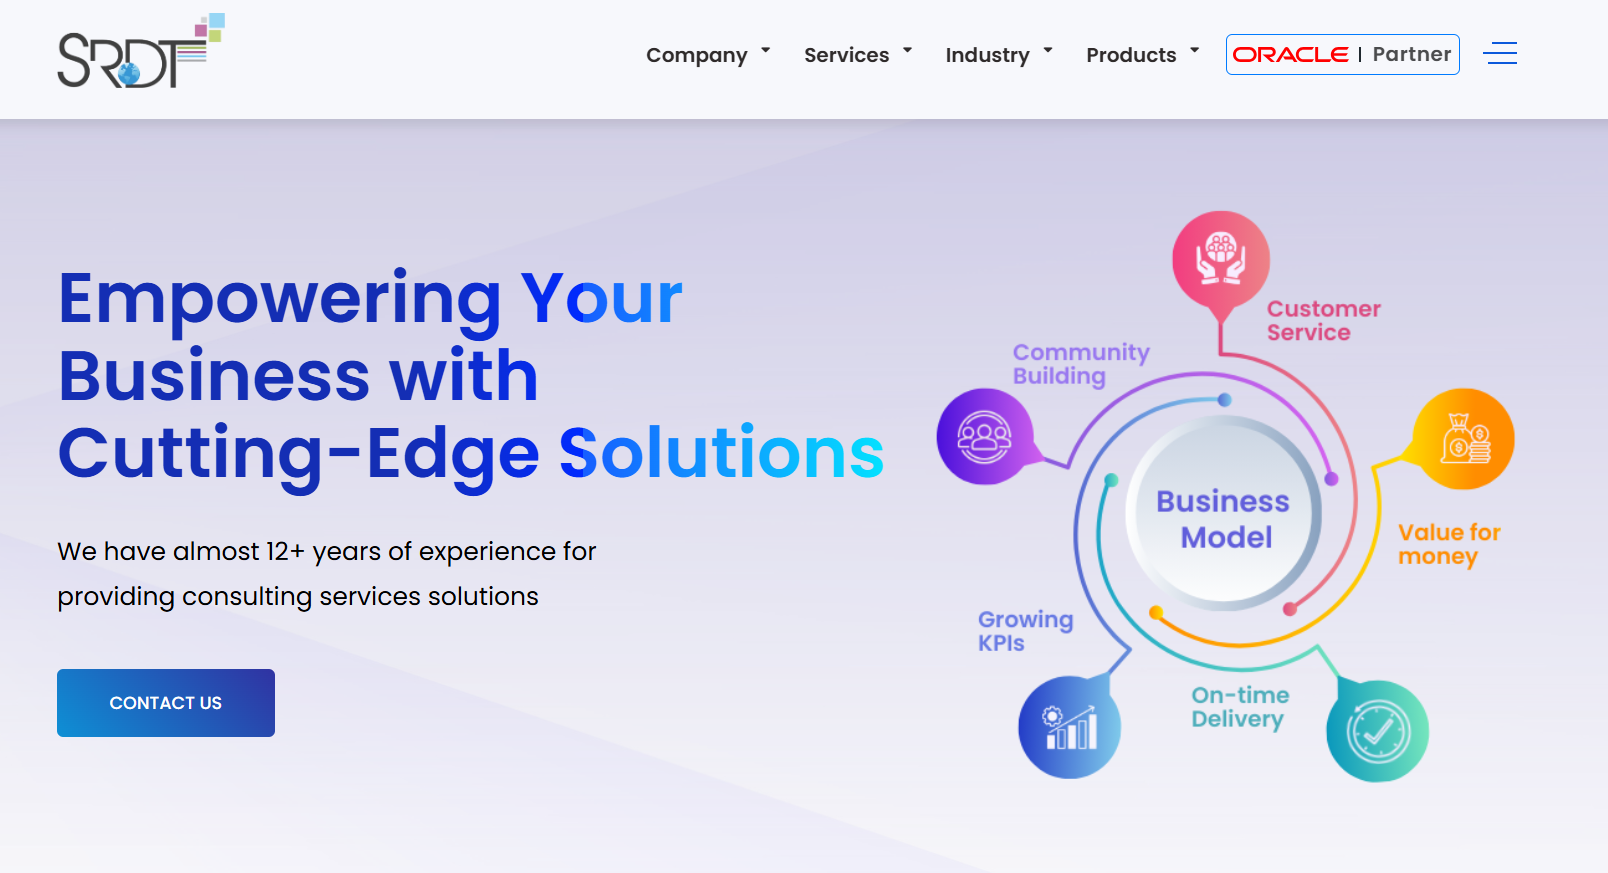 SRDT
Company
Services
Industry
Products
ORACLE | Partner
Empowering Your
Business with
Cutting-Edge Solutions
We have almost 12+ years of experience for
providing consulting services solutions
CONTACT US
Customer
Service
Community
Building
Business
Model
Value for
money
Growing
KPIs
On-time
Delivery